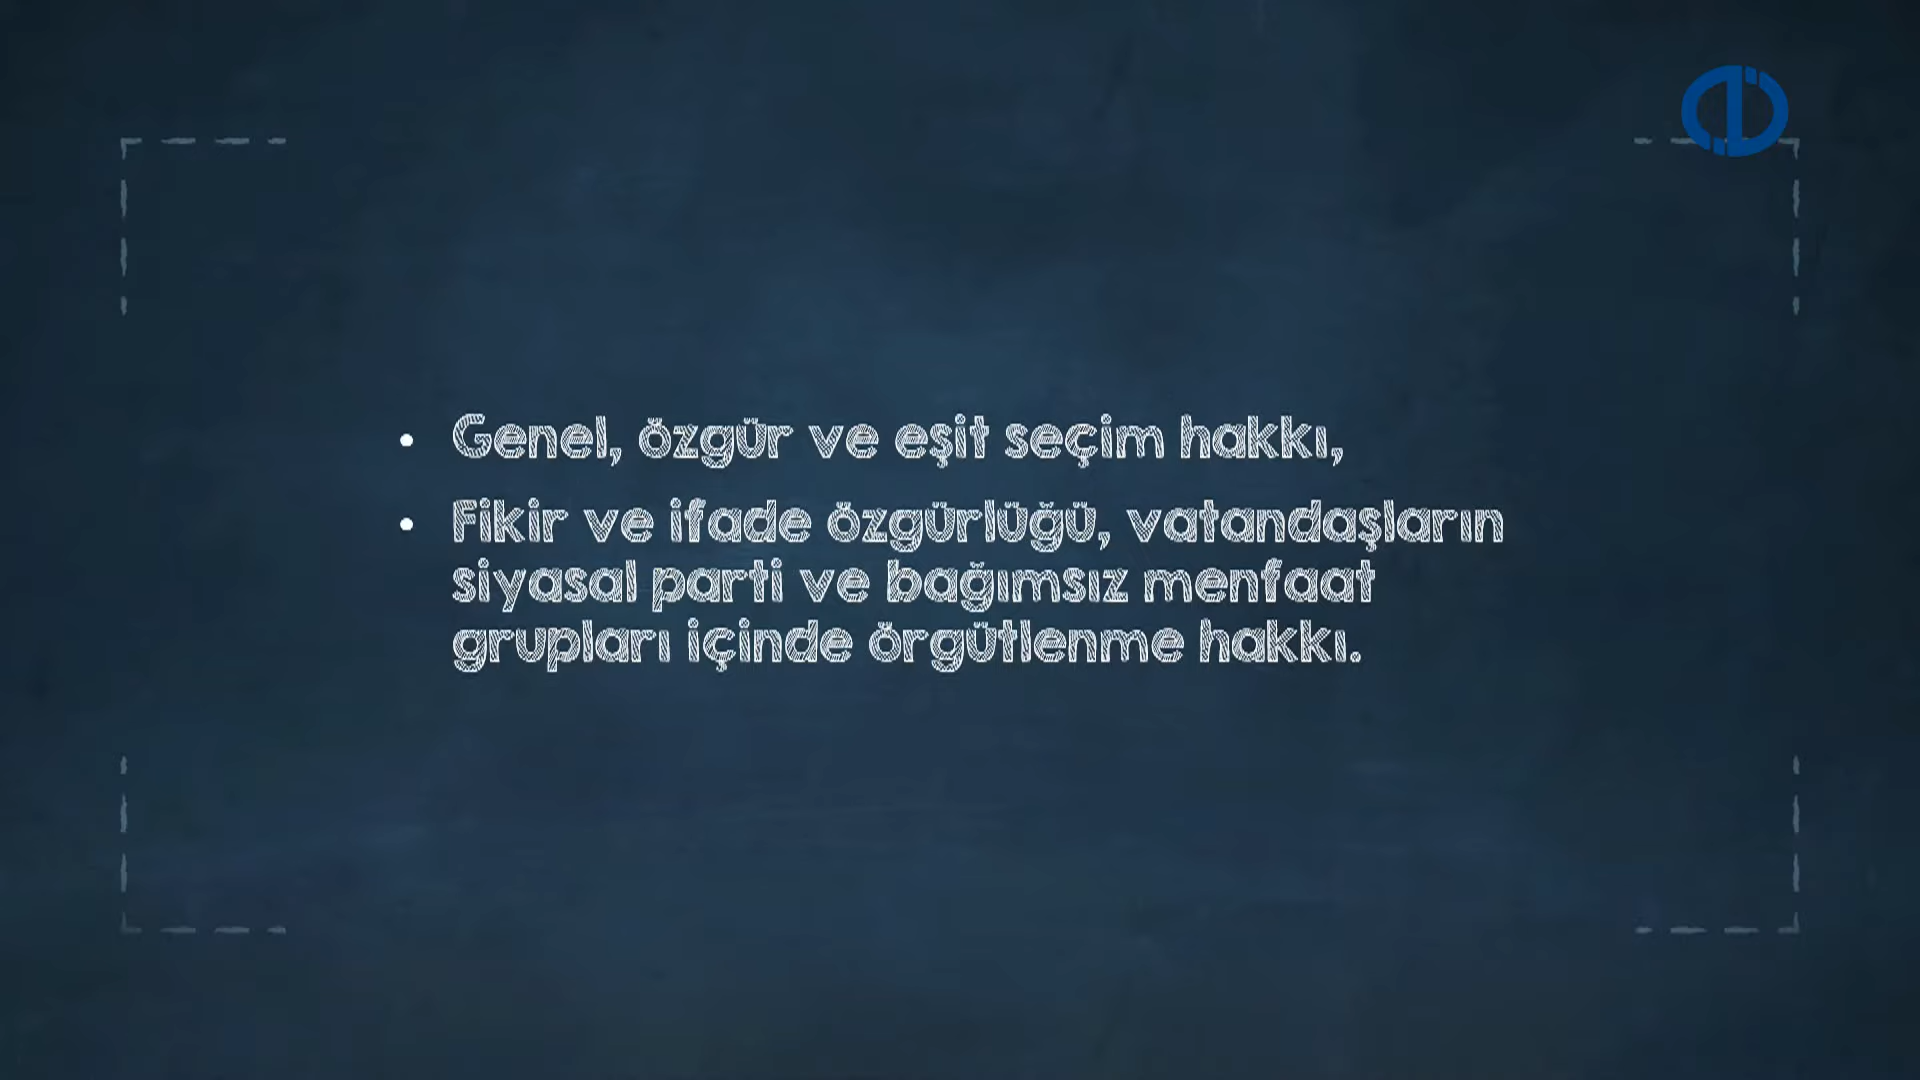 • Genel, özgür ve eşit seçim hakkı,
• Fikir ve ifade özgürlüğü, vatandaşların
siyasal parti ve bağımsız menfaat
grupları içinde örgütlenme hakkı.